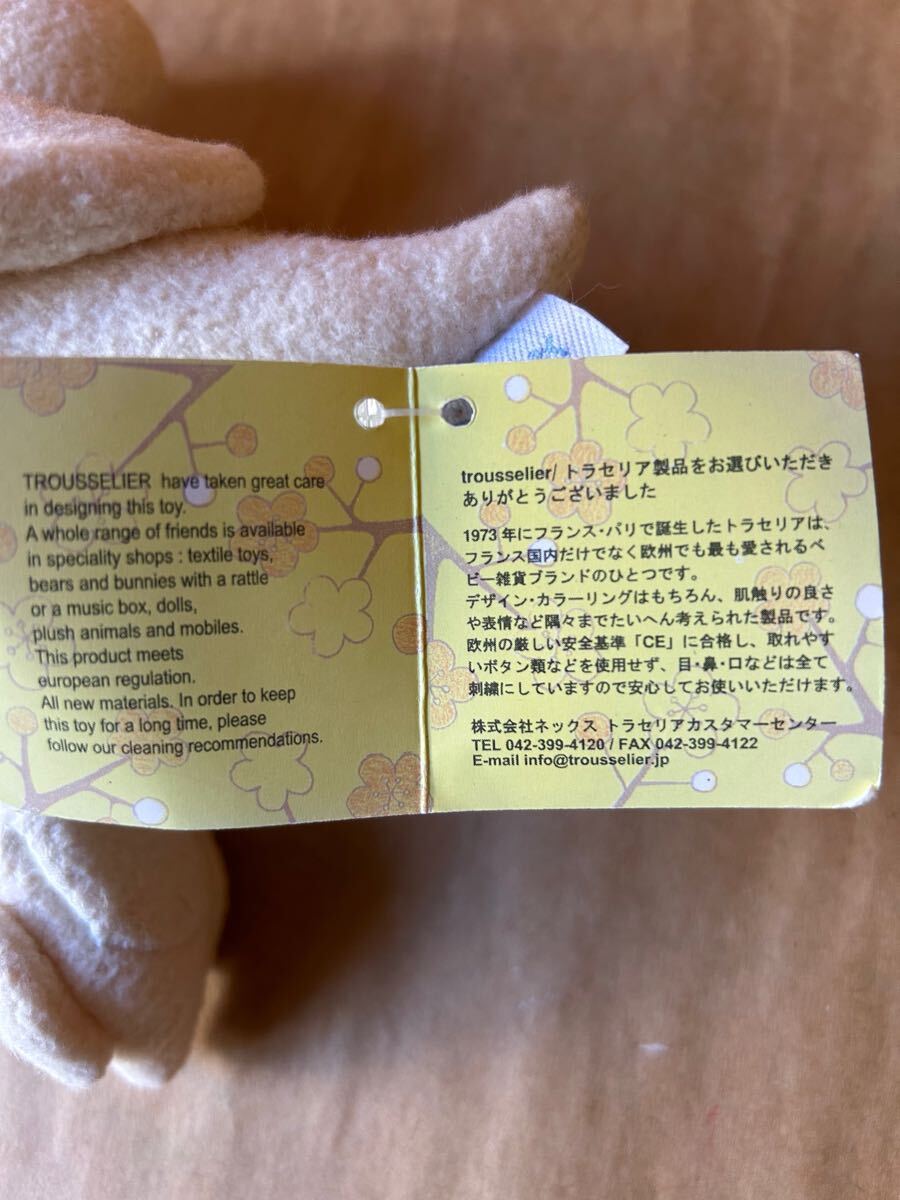 TROUSSELIER have taken great care
in designing this toy.
A whole range of friends is available
in speciality shops : textile toys,
bears and bunnies with a rattle
or a music box, dolls,
plush animals and mobiles.
This product meets
european regulation.
All new materials. In order to keep
this toy for a long time, please
follow our cleaning recommendations.
trousselier/ トラセリア製品をお選びいただき
ありがとうございました
1973年にフランス・パリで誕生したトラセリアは、
フランス国内だけでなく欧州でも最も愛されるベ
ビー雑貨ブランドのひとつです。
デザイン・カラーリングはもちろん、肌触りの良さ
や表情など隅々までたいへん考えられた製品です。
欧州の厳しい安全基準「CE」に合格し、取れやす
いボタン類などを使用せず、目・鼻・口などは全て
刺繍にしていますので安心してお使いいただけます。
株式会社ネックス トラセリアカスタマーセンター
TEL 042-399-4120 / FAX 042-399-4122
E-mail info@trousselier.jp